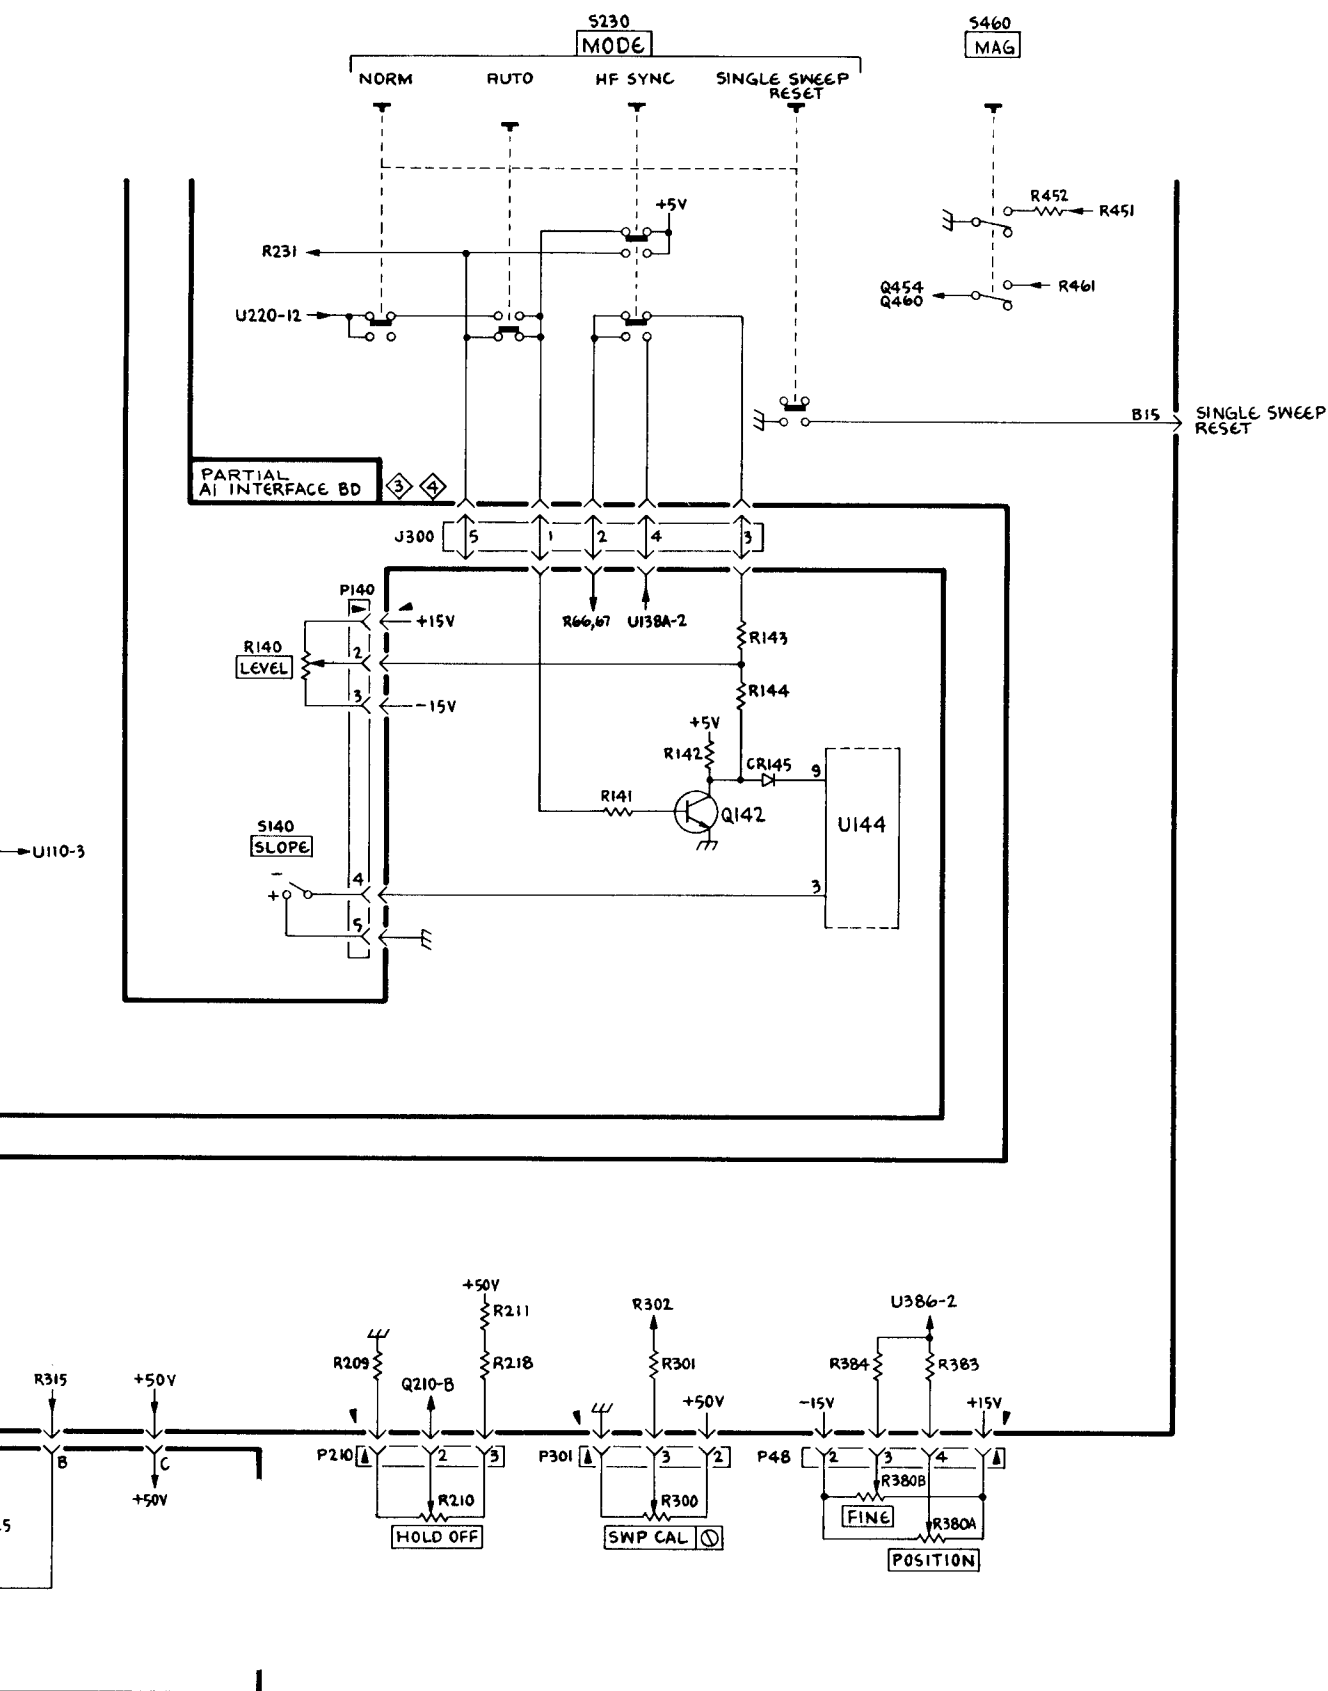 S230
MODE
S460
MAG
NORM
AUTO
HF SYNC
SINGLE SWEEP
RESET
+5V
R452
R451
R231
Q454
Q460
R461
U220-12
B15
SINGLE SWEEP
RESET
PARTIAL
A1 INTERFACE BD
3
4
J300
5
1
2
4
3
P140
+15V
R66,67
U138A-2
R143
R140
LEVEL
2
3
-15V
R144
+5V
R142
CR145
9
R141
Q142
U144
S140
SLOPE
U110-3
-
+
4
3
5
+50V
R211
R302
U386-2
R209
R218
R301
R384
R383
R315
+50V
Q210-B
+50V
-15V
+15V
B
C
P210
2
3
P301
3
2
P48
2
3
4
+50V
R210
R300
R380B
HOLD OFF
SWP CAL
FINE
R380A
POSITION
5